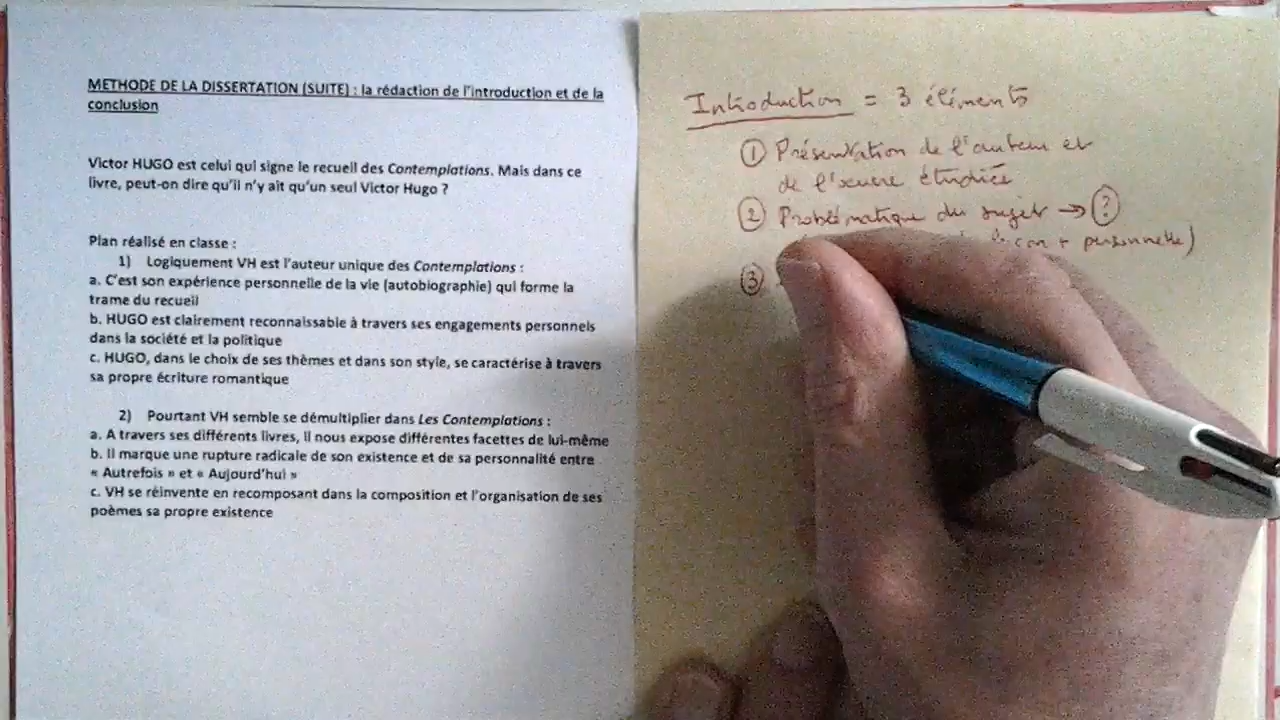 METHODE DE LA DISSERTATION (SUITE) : la rédaction de l'introduction et de la
conclusion
Victor HUGO est celui qui signe le recueil des Contemplations. Mais dans ce
livre, peut-on dire qu'il n'y ait qu'un seul Victor Hugo ?
Plan réalisé en classe :
1) Logiquement VH est l'auteur unique des Contemplations :
a. C'est son expérience personnelle de la vie (autobiographie) qui forme la
trame du recueil
b. HUGO est clairement reconnaissable à travers ses engagements personnels
dans la société et la politique
c. HUGO, dans le choix de ses thèmes et dans son style, se caractérise à travers
sa propre écriture romantique
2) Pourtant VH semble se démultiplier dans Les Contemplations :
a. A travers ses différents livres, il nous expose différentes facettes de lui-même
b. Il marque une rupture radicale de son existence et de sa personnalité entre
« Autrefois » et « Aujourd'hui »
c. VH se réinvente en recomposant dans la composition et l'organisation de ses
poèmes sa propre existence
Introduction = 3 éléments
① Présentation de l'auteur et
de l'œuvre étudiée
② Problématique du sujet → ?
façon + personnelle)
③